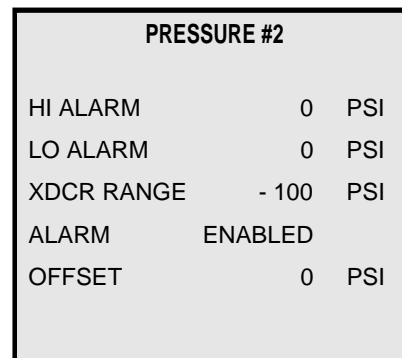 PRESSURE #2
HI ALARM 0 PSI
LO ALARM 0 PSI
XDCR RANGE - 100 PSI
ALARM ENABLED
OFFSET 0 PSI